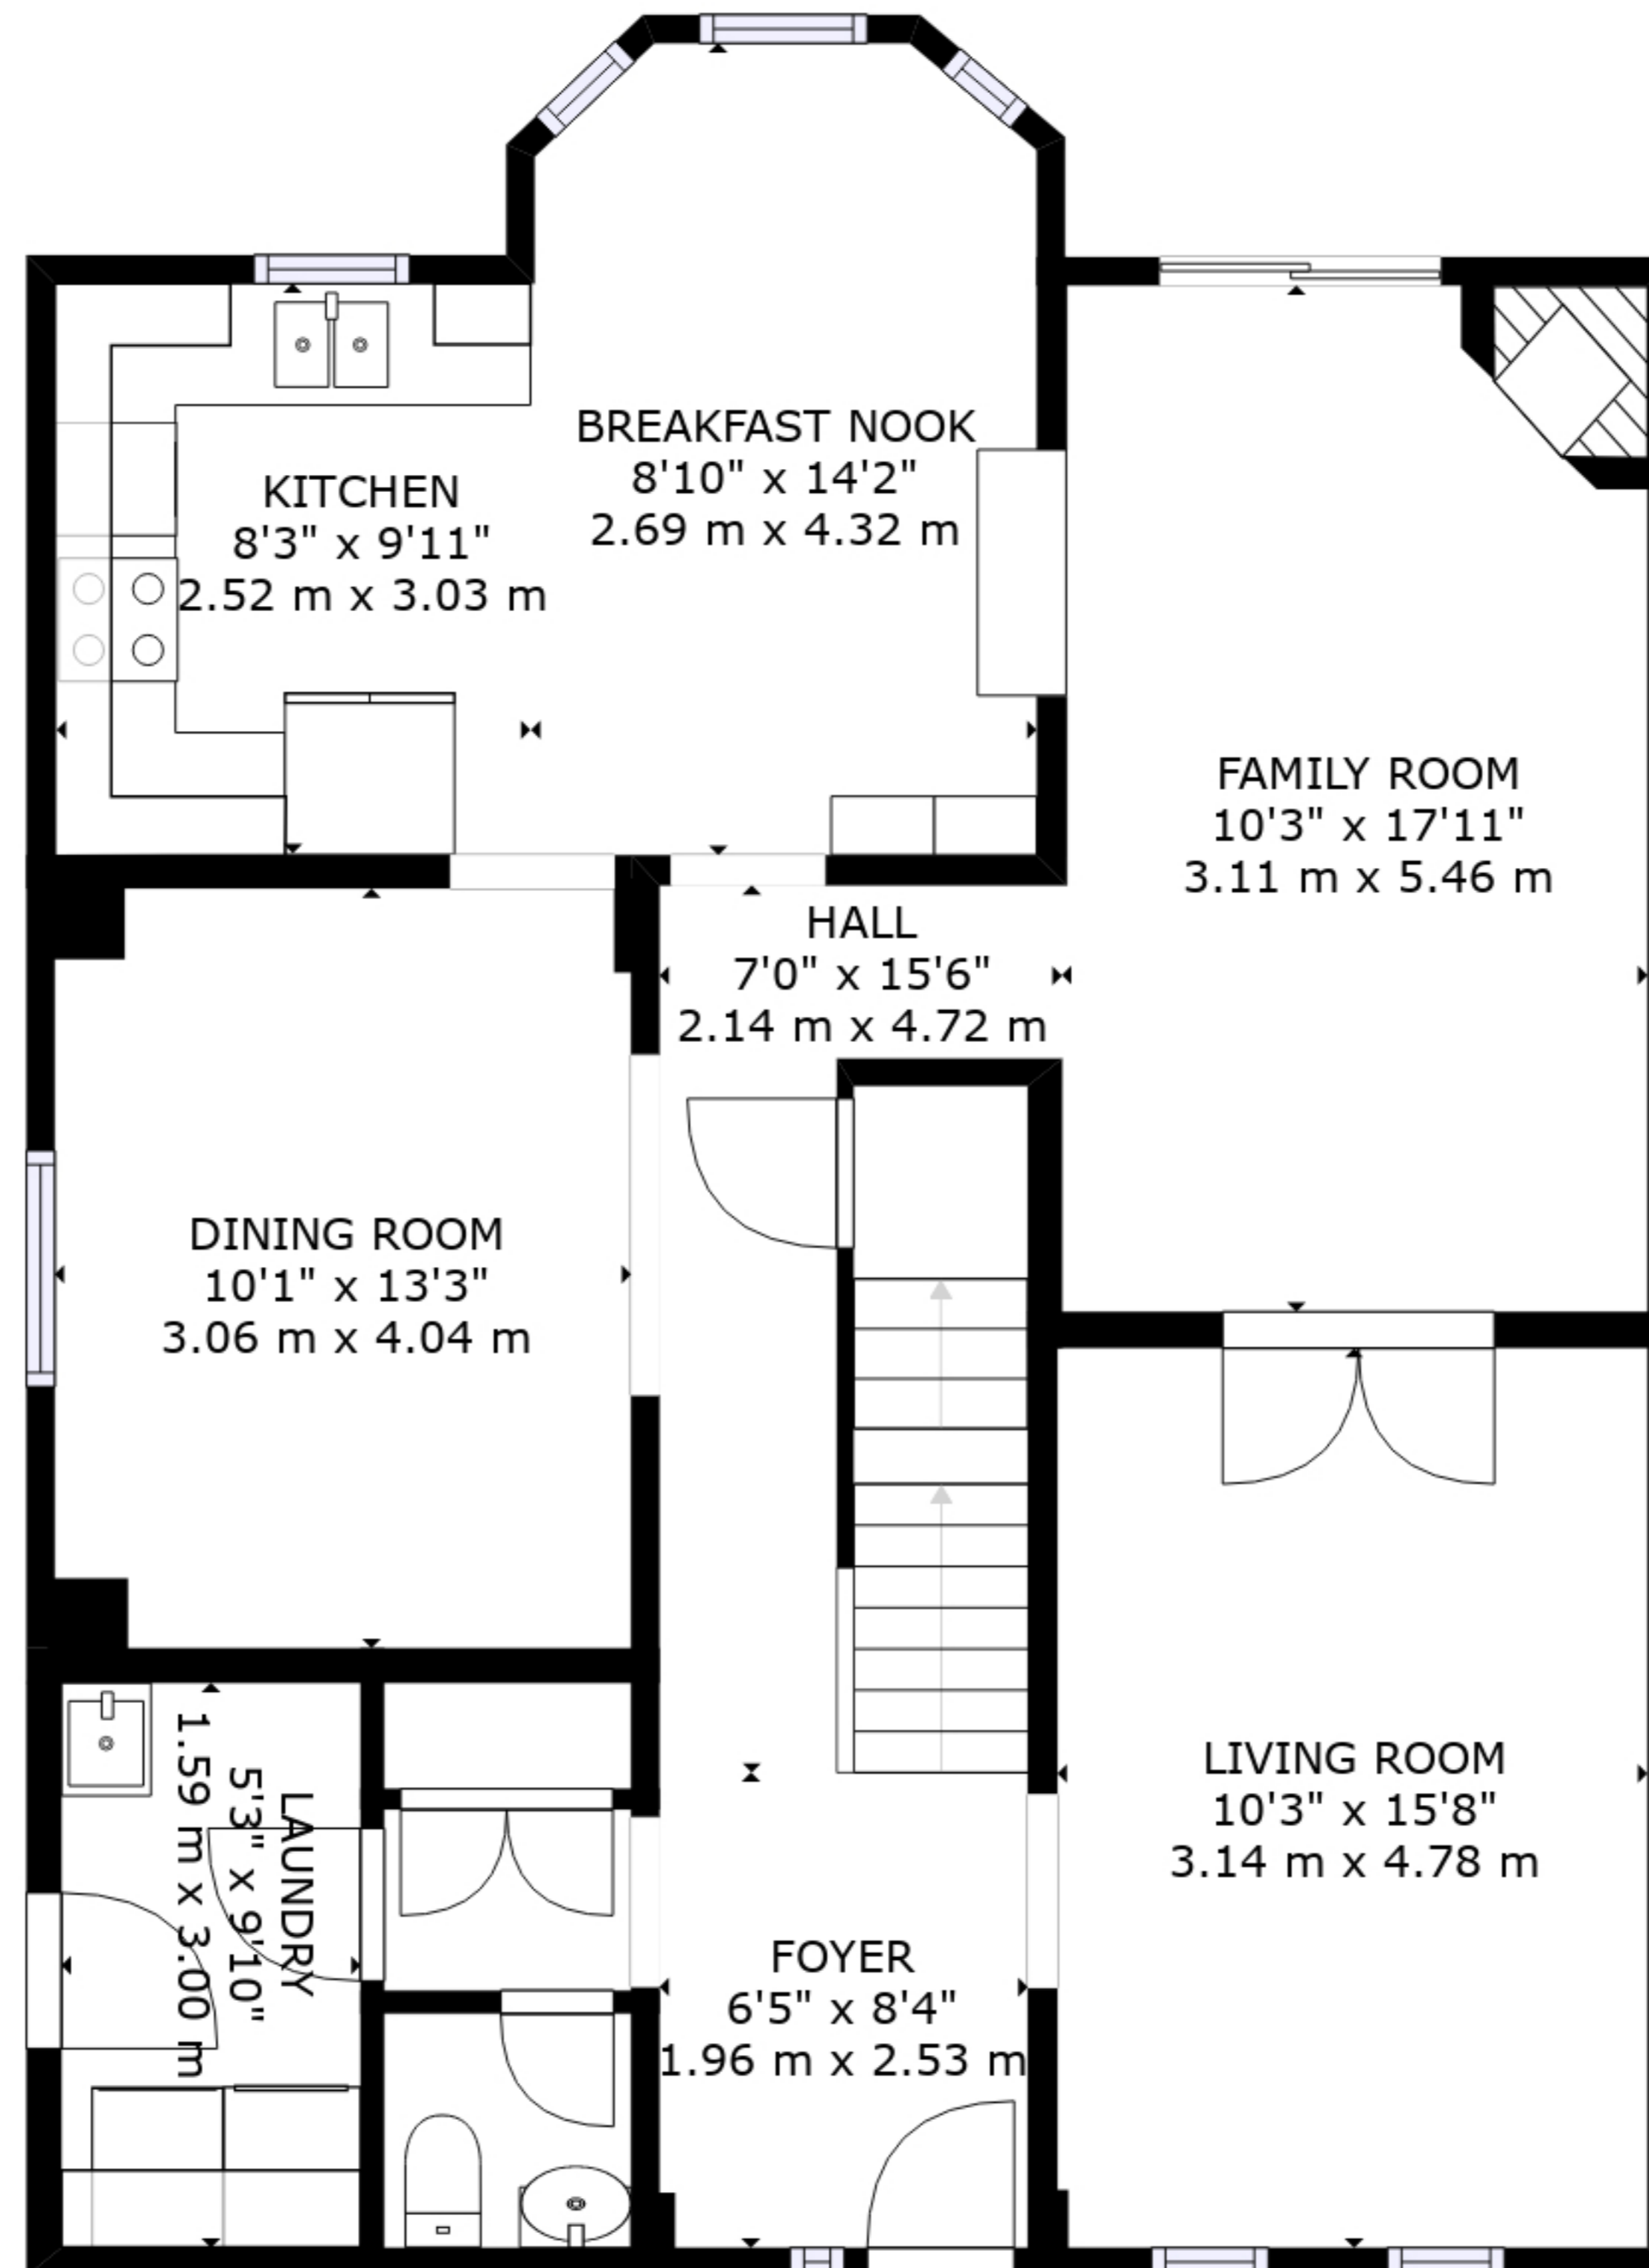 BREAKFAST NOOK
8'10" x 14'2"
2.69 m x 4.32 m
KITCHEN
8'3" x 9'11"
2.52 m x 3.03 m
FAMILY ROOM
10'3" x 17'11"
3.11 m x 5.46 m
HALL
7'0" x 15'6"
2.14 m x 4.72 m
DINING ROOM
10'1" x 13'3"
3.06 m x 4.04 m
LIVING ROOM
10'3" x 15'8"
3.14 m x 4.78 m
LAUNDRY
5'3" x 9'10"
1.59 m x 3.00 m
FOYER
6'5" x 8'4"
1.96 m x 2.53 m